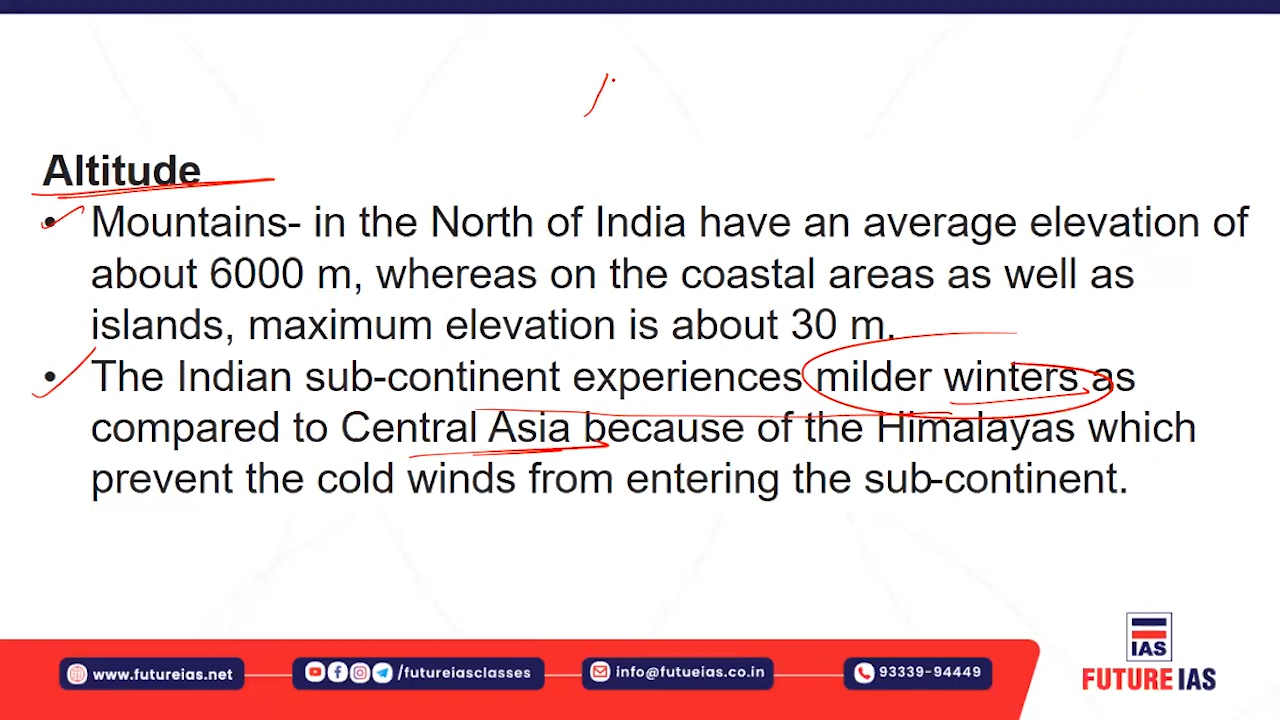 Altitude
• Mountains- in the North of India have an average elevation of
about 6000 m, whereas on the coastal areas as well as
islands, maximum elevation is about 30 m.
• The Indian sub-continent experiences milder winters as
compared to Central Asia because of the Himalayas which
prevent the cold winds from entering the sub-continent.
IAS
FUTURE IAS
www.futureias.net
/futureiasclasses
info@futueias.co.in
93339-94449